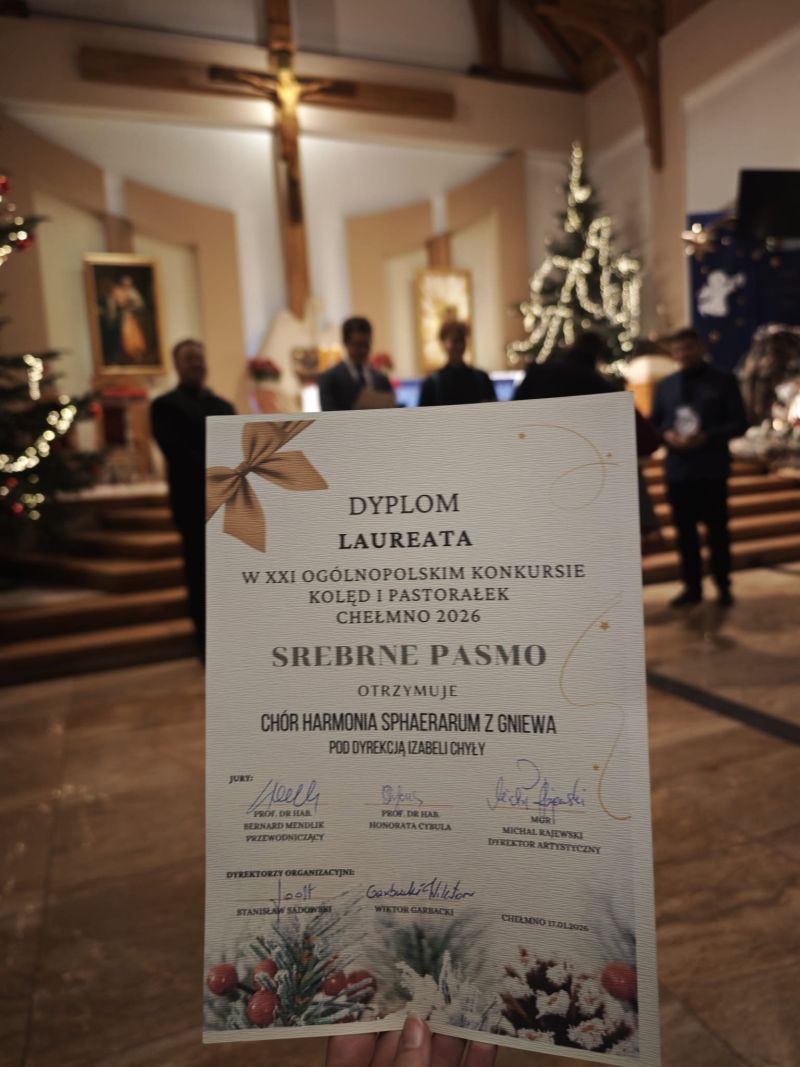 DYPLOM
LAUREATA
W XXI OGÓLNOPOLSKIM KONKURSIE
KOLĘD I PASTORAŁEK
CHEŁMNO 2026
SREBRNE PASMO
OTRZYMUJE
CHÓR HARMONIA SPHAERARUM Z GNIEWA
POD DYREKCJĄ IZABELI CHYŁY
JURY:
PROF. DR HAB.
BERNARD MENDLIK
PRZEWODNICZĄCY
PROF. DR HAB.
HONORATA CYBULA
MGR
MICHAŁ RAJEWSKI
DYREKTOR ARTYSTYCZNY
DYREKTORZY ORGANIZACYJNI:
Garbacki Wiktor
STANISŁAW SADOWSKI
WIKTOR GARBACKI
CHEŁMNO 17.01.2026